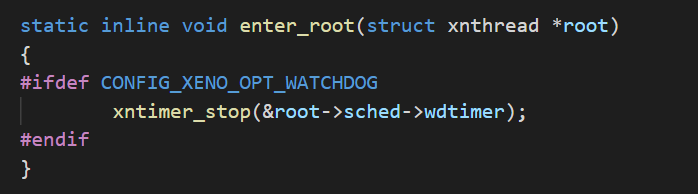 static inline void enter_root(struct xnthread *root)
{
#ifdef CONFIG_XENO_OPT_WATCHDOG
        xntimer_stop(&root->sched->wdtimer);
#endif
}